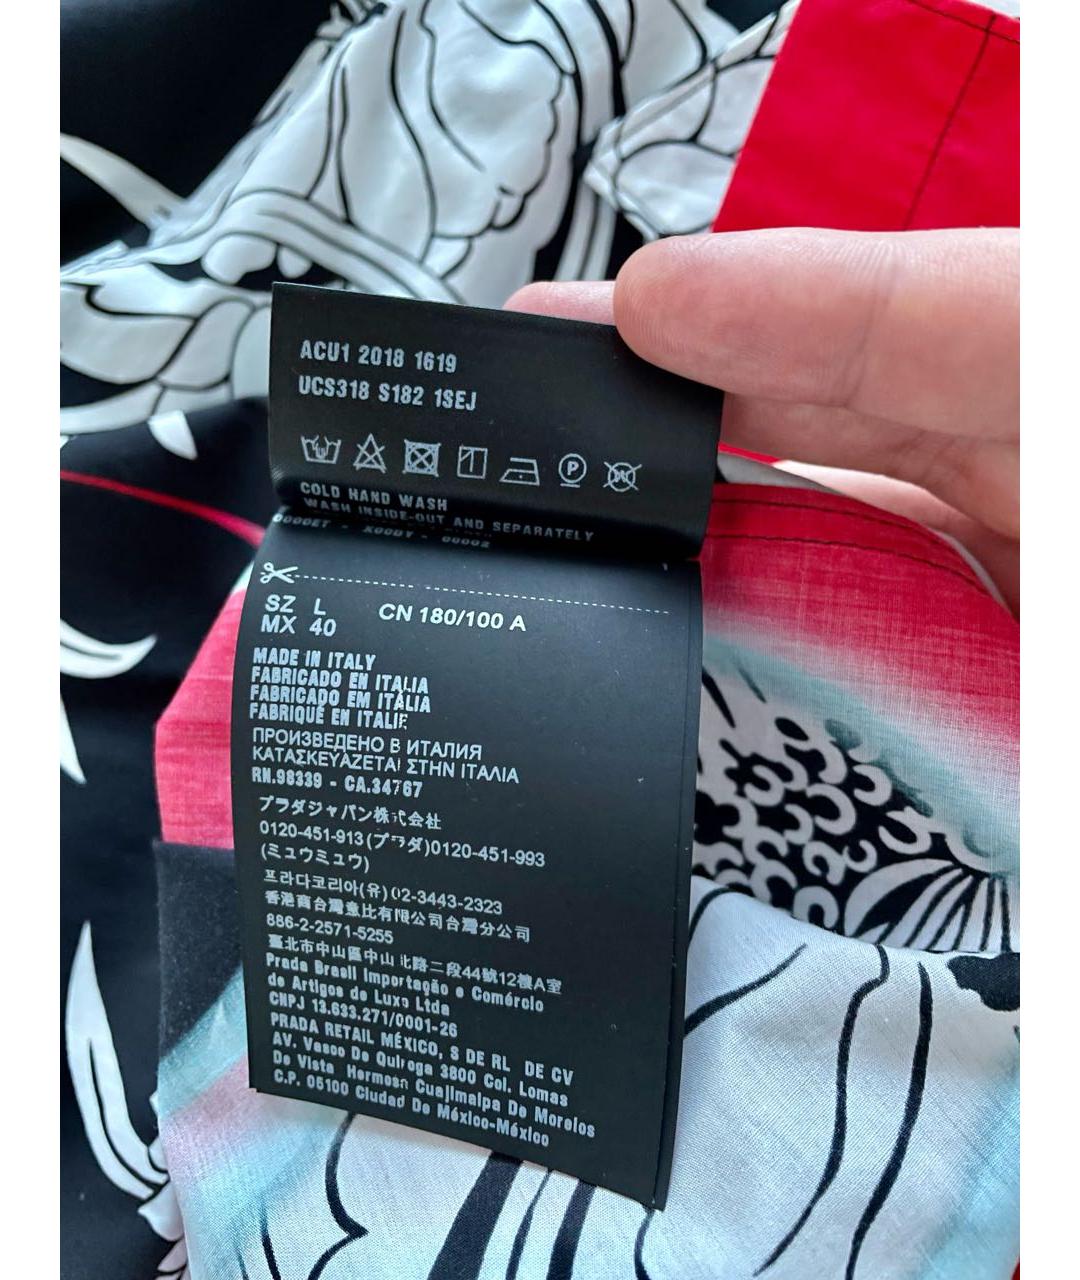 ACU1 2018 1619
UCS318 S182 1SEJ
COLD HAND WASH
WASH INSIDE-OUT AND SEPARATELY
SZ L CN 180/100 A
MX 40
MADE IN ITALY
FABRICADO EN ITALIA
FABRICADO EM ITÁLIA
FABRIQUÉ EN ITALIE
ПРОИЗВЕДЕНО В ИТАЛИЯ
ΚΑΤΑΣΚΕΥΑΖΕΤΑΙ ΣΤΗΝ ΙΤΑΛΙΑ
RN.98339 - CA.34767
プラダジャパン株式会社
0120-451-913(プラダ)0120-451-993
(ミュウミュウ)
프라다코리아(유)02-3443-2323
香港商台灣意比有限公司台灣分公司
886-2-2571-5255
臺北市中山區中山北路二段44號12樓A室
Prada Brasil Importação e Comércio
de Artigos de Luxo Ltda
CNPJ 13.633.271/0001-26
PRADA RETAIL MÉXICO, S DE RL DE CV
AV. Vasco De Quiroga 3800 Col. Lomas
De Vista Hermosa Cuajimalpa De Morelos
C.P. 05100 Ciudad De México-México